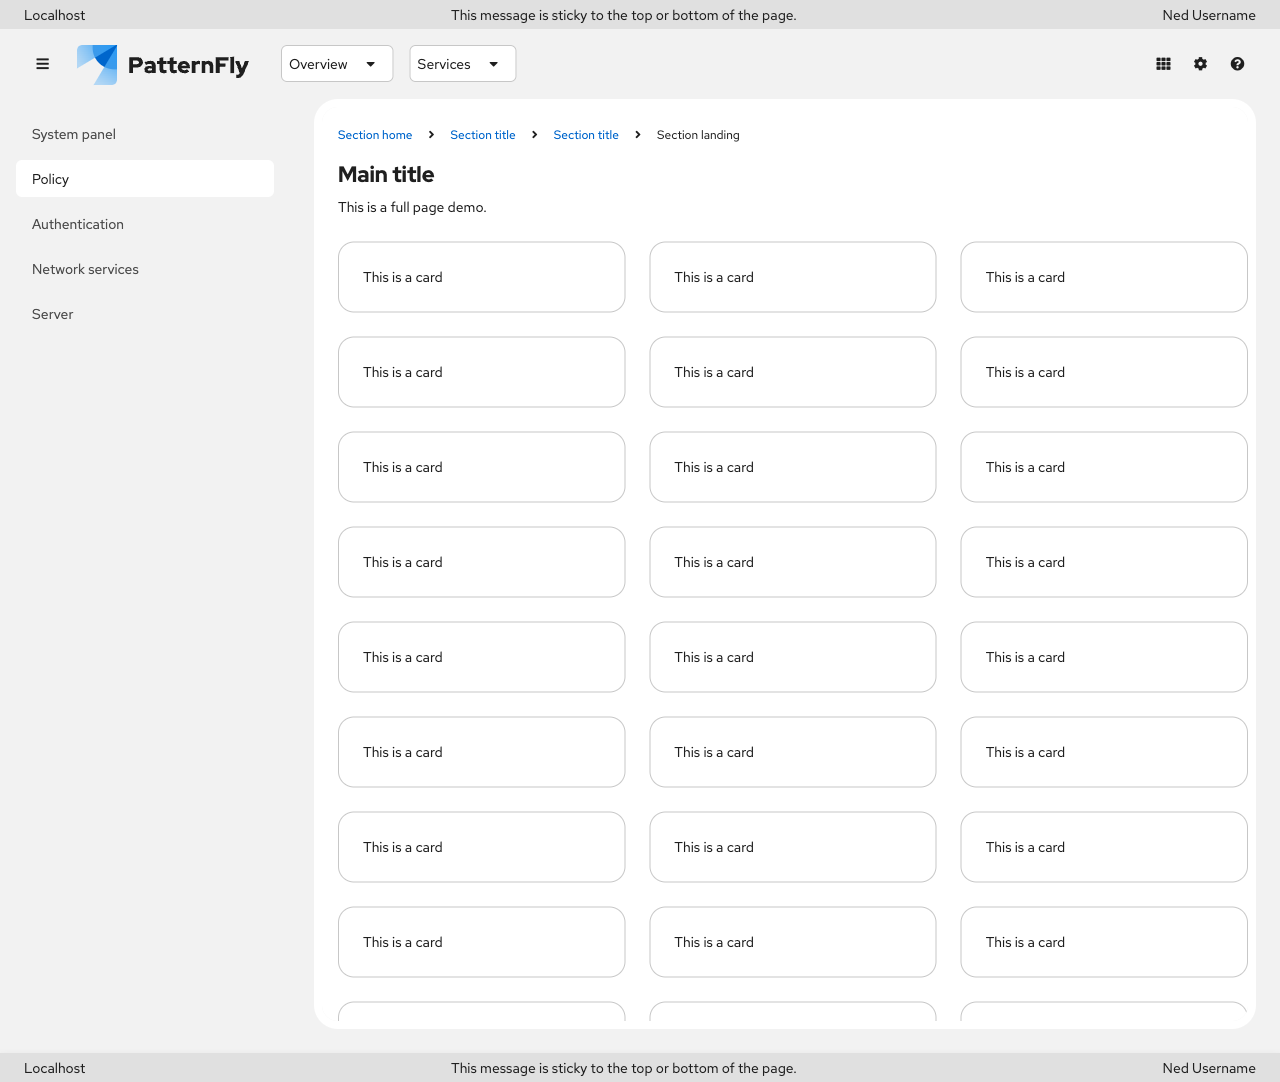 Localhost This message is sticky to the top or bottom of the page. Ned Username
PatternFly Overview Services
System panel
Policy
Authentication
Network services
Server
Section home Section title Section title Section landing
Main title
This is a full page demo.
This is a card This is a card This is a card
This is a card This is a card This is a card
This is a card This is a card This is a card
This is a card This is a card This is a card
This is a card This is a card This is a card
This is a card This is a card This is a card
This is a card This is a card This is a card
This is a card This is a card This is a card
Localhost This message is sticky to the top or bottom of the page. Ned Username